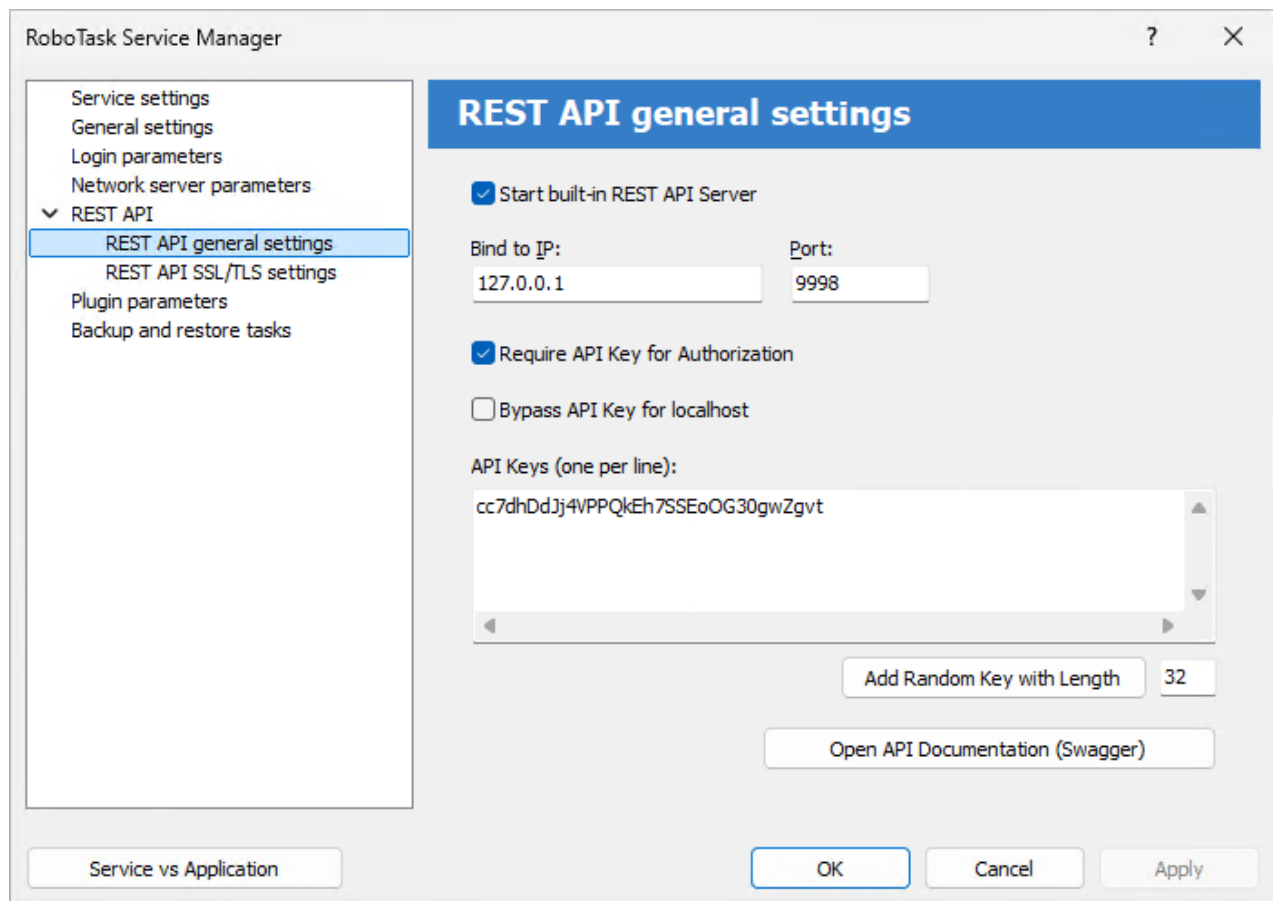 RoboTask Service Manager
?
Service settings
General settings
Login parameters
Network server parameters
REST API
REST API general settings
REST API SSL/TLS settings
Plugin parameters
Backup and restore tasks
REST API general settings
Start built-in REST API Server
Bind to IP: Port:
127.0.0.1 9998
Require API Key for Authorization
Bypass API Key for localhost
API Keys (one per line):
cc7dhDdJj4VPPQkEh7SSEoOG30gwZgvt
Add Random Key with Length 32
Open API Documentation (Swagger)
Service vs Application OK Cancel Apply